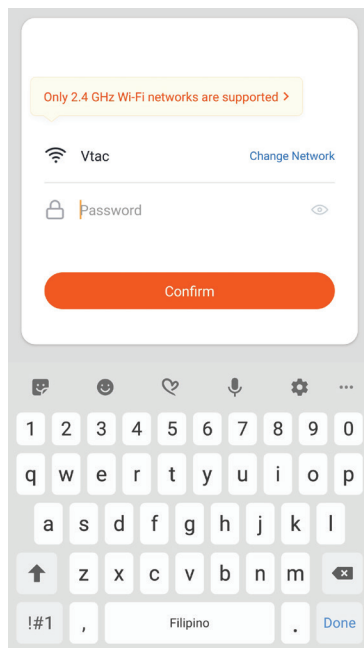 Only 2.4 GHz Wi-Fi networks are supported >
Vtac Change Network
Password
Confirm
1 2 3 4 5 6 7 8 9 0
q w e r t y u i o p
a s d f g h j k l
z x c v b n m
!#1 , Filipino . Done